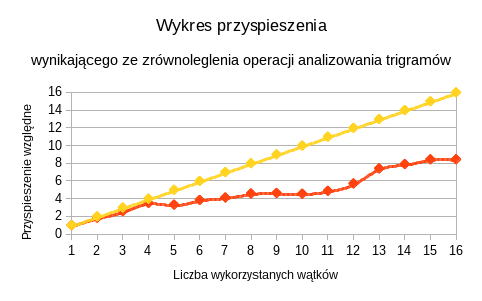 Wykres przyspieszenia
wynikającego ze zrównoleglenia operacji analizowania trigramów
Przyspieszenie względne
16
14
12
10
8
6
4
2
0
1 2 3 4 5 6 7 8 9 10 11 12 13 14 15 16
Liczba wykorzystanych wątków